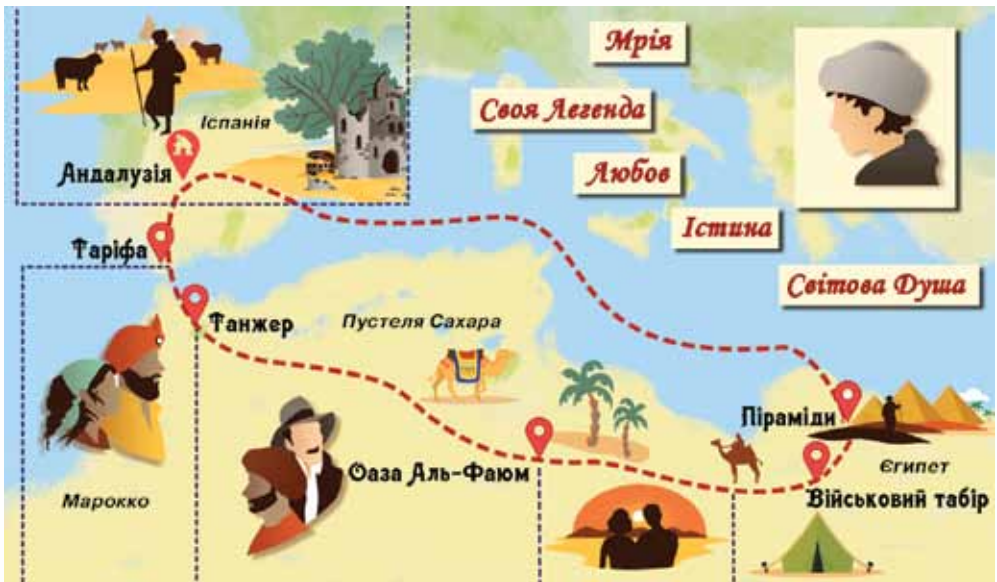 Мрія
Своя Легенда
Іспанія
Андалузія
Любов
Істина
Таріфа
Світова Душа
Танжер
Пустеля Сахара
Піраміди
Оаза Аль-Фаюм
Єгипет
Марокко
Військовий табір